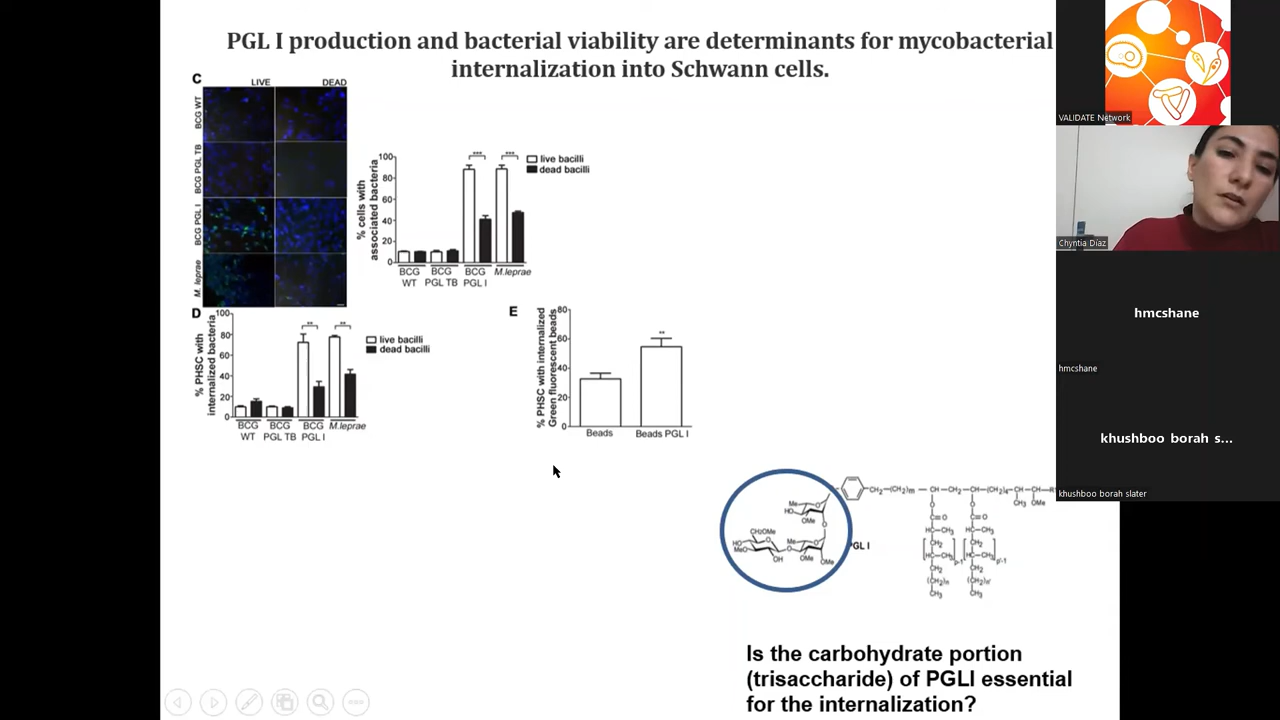 PGL I production and bacterial viability are determinants for mycobacterial
internalization into Schwann cells.
C
LIVE DEAD
BCG WT
BCG PGL TB
BCG PGL I
M. leprae
% cells with
associated bacteria
100
80
60
40
20
0
***
***
live bacilli
dead bacilli
BCG WT
BCG PGL TB
BCG PGL I
M.leprae
D
% PHSC with
internalized bacteria
100
80
60
40
20
0
**
**
live bacilli
dead bacilli
BCG WT
BCG PGL TB
BCG PGL I
M.leprae
E
% PHSC with internalized
Green fluorescent beads
80
60
40
20
0
**
Beads
Beads PGL I
PGL I
Is the carbohydrate portion
(trisaccharide) of PGLI essential
for the internalization?
VALIDATE Network
Chyntia Díaz
hmcshane
hmcshane
khushboo borah s...
khushboo borah slater